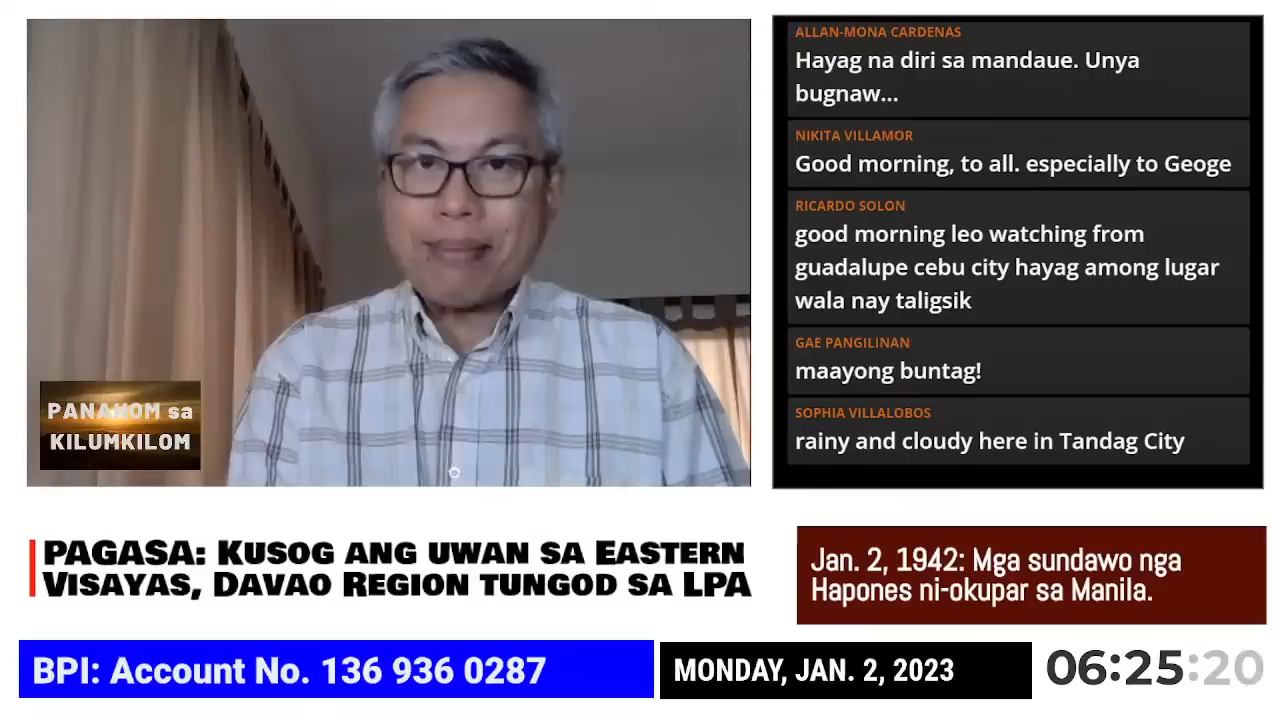 ALLAN-MONA CARDENAS
Hayag na diri sa mandaue. Unya
bugnaw...
NIKITA VILLAMOR
Good morning, to all. especially to Geoge
RICARDO SOLON
good morning leo watching from
guadalupe cebu city hayag among lugar
wala nay taligsik
GAE PANGILINAN
maayong buntag!
SOPHIA VILLALOBOS
rainy and cloudy here in Tandag City
PANAHOM sa
KILUMKILOM
PAGASA: KUSOG ANG UWAN SA EASTERN
VISAYAS, DAVAO REGION TUNGOD SA LPA
Jan. 2, 1942: Mga sundawo nga
Hapones ni-okupar sa Manila.
BPI: Account No. 136 936 0287
MONDAY, JAN. 2, 2023
06:25:20